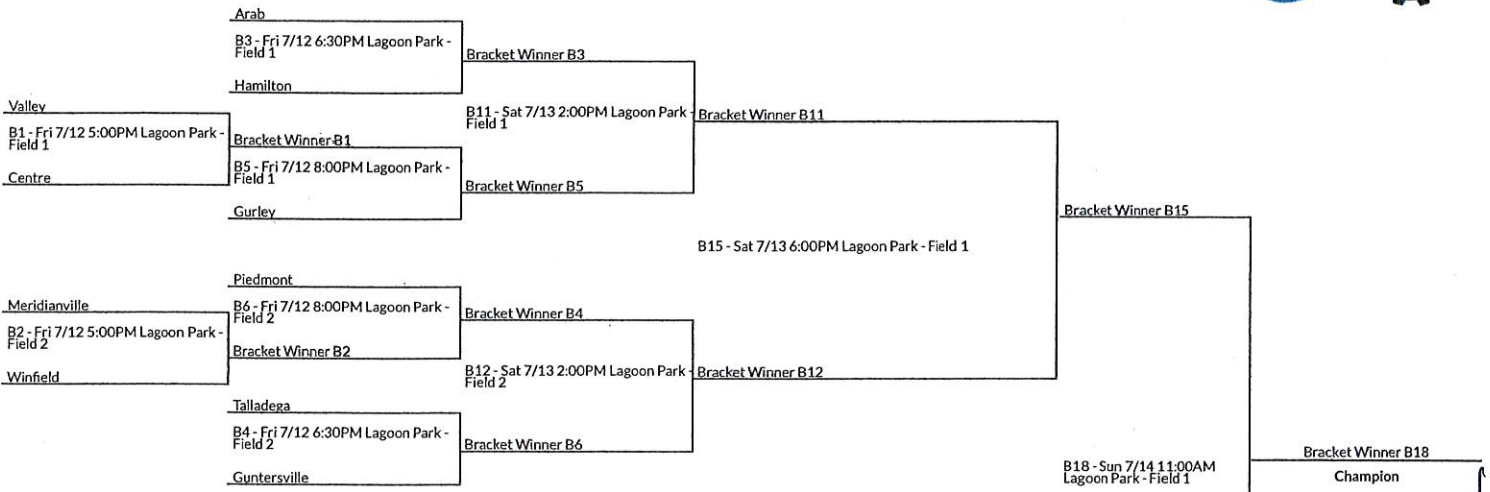 Arab
B3 - Fri 7/12 6:30PM Lagoon Park -
Field 1
Bracket Winner B3
Hamilton
Valley
B11 - Sat 7/13 2:00PM Lagoon Park -
Field 1
Bracket Winner B11
B1 - Fri 7/12 5:00PM Lagoon Park -
Field 1
Bracket Winner B1
B5 - Fri 7/12 8:00PM Lagoon Park -
Field 1
Centre
Bracket Winner B5
Gurley
Bracket Winner B15
B15 - Sat 7/13 6:00PM Lagoon Park - Field 1
Piedmont
Meridianville
B6 - Fri 7/12 8:00PM Lagoon Park -
Field 2
Bracket Winner B4
B2 - Fri 7/12 5:00PM Lagoon Park -
Field 2
Bracket Winner B2
Winfield
B12 - Sat 7/13 2:00PM Lagoon Park -
Field 2
Bracket Winner B12
Talladega
B4 - Fri 7/12 6:30PM Lagoon Park -
Field 2
Bracket Winner B6
Guntersville
B18 - Sun 7/14 11:00AM
Lagoon Park - Field 1
Bracket Winner B18
Champion